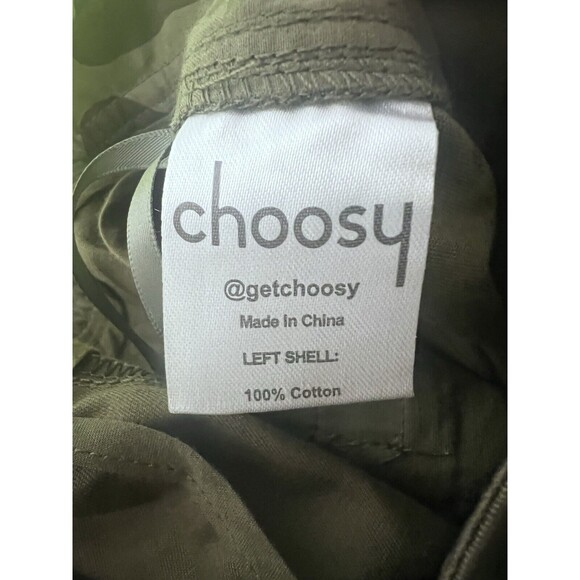 choosy
@getchoosy
Made In China
LEFT SHELL:
100% Cotton